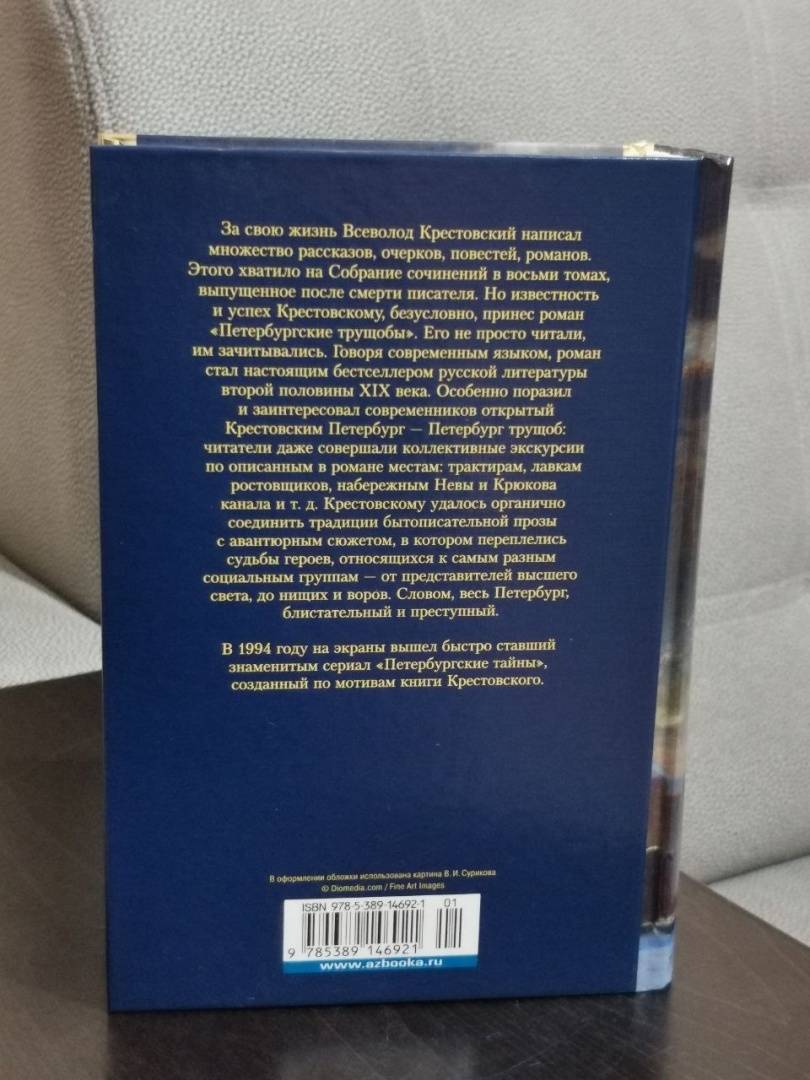 За свою жизнь Всеволод Крестовский написал
множество рассказов, очерков, повестей, романов.
Этого хватило на Собрание сочинений в восьми томах,
выпущенное после смерти писателя. Но известность
и успех Крестовскому, безусловно, принес роман
«Петербургские трущобы». Его не просто читали,
им зачитывались. Говоря современным языком, роман
стал настоящим бестселлером русской литературы
второй половины XIX века. Особенно поразил
и заинтересовал современников открытый
Крестовским Петербург — Петербург трущоб:
читатели даже совершали коллективные экскурсии
по описанным в романе местам: трактирам, лавкам
ростовщиков, набережным Невы и Крюкова
канала и т. д. Крестовскому удалось органично
соединить традиции бытописательной прозы
с авантюрным сюжетом, в котором переплелись
судьбы героев, относящихся к самым разным
социальным группам — от представителей высшего
света, до нищих и воров. Словом, весь Петербург,
блистательный и преступный.
В 1994 году на экраны вышел быстро ставший
знаменитым сериал «Петербургские тайны»,
созданный по мотивам книги Крестовского.
В оформлении обложки использована картина В. И. Сурикова
© Diomedia.com / Fine Art Images
ISBN 978-5-389-14692-1 01
9 785389 146921
www.azbooka.ru